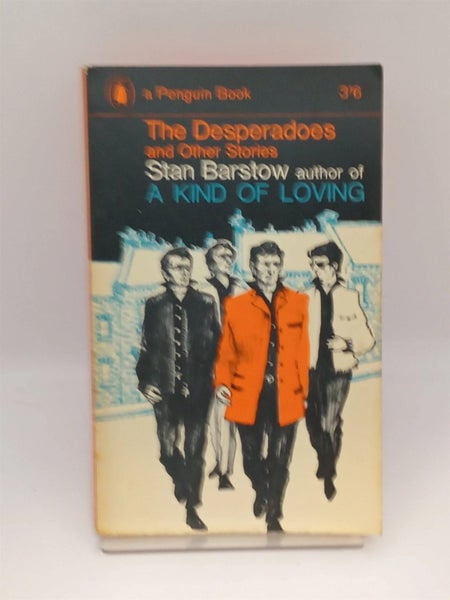 a Penguin Book 3'6
The Desperadoes
and Other Stories
Stan Barstow author of
A KIND OF LOVING